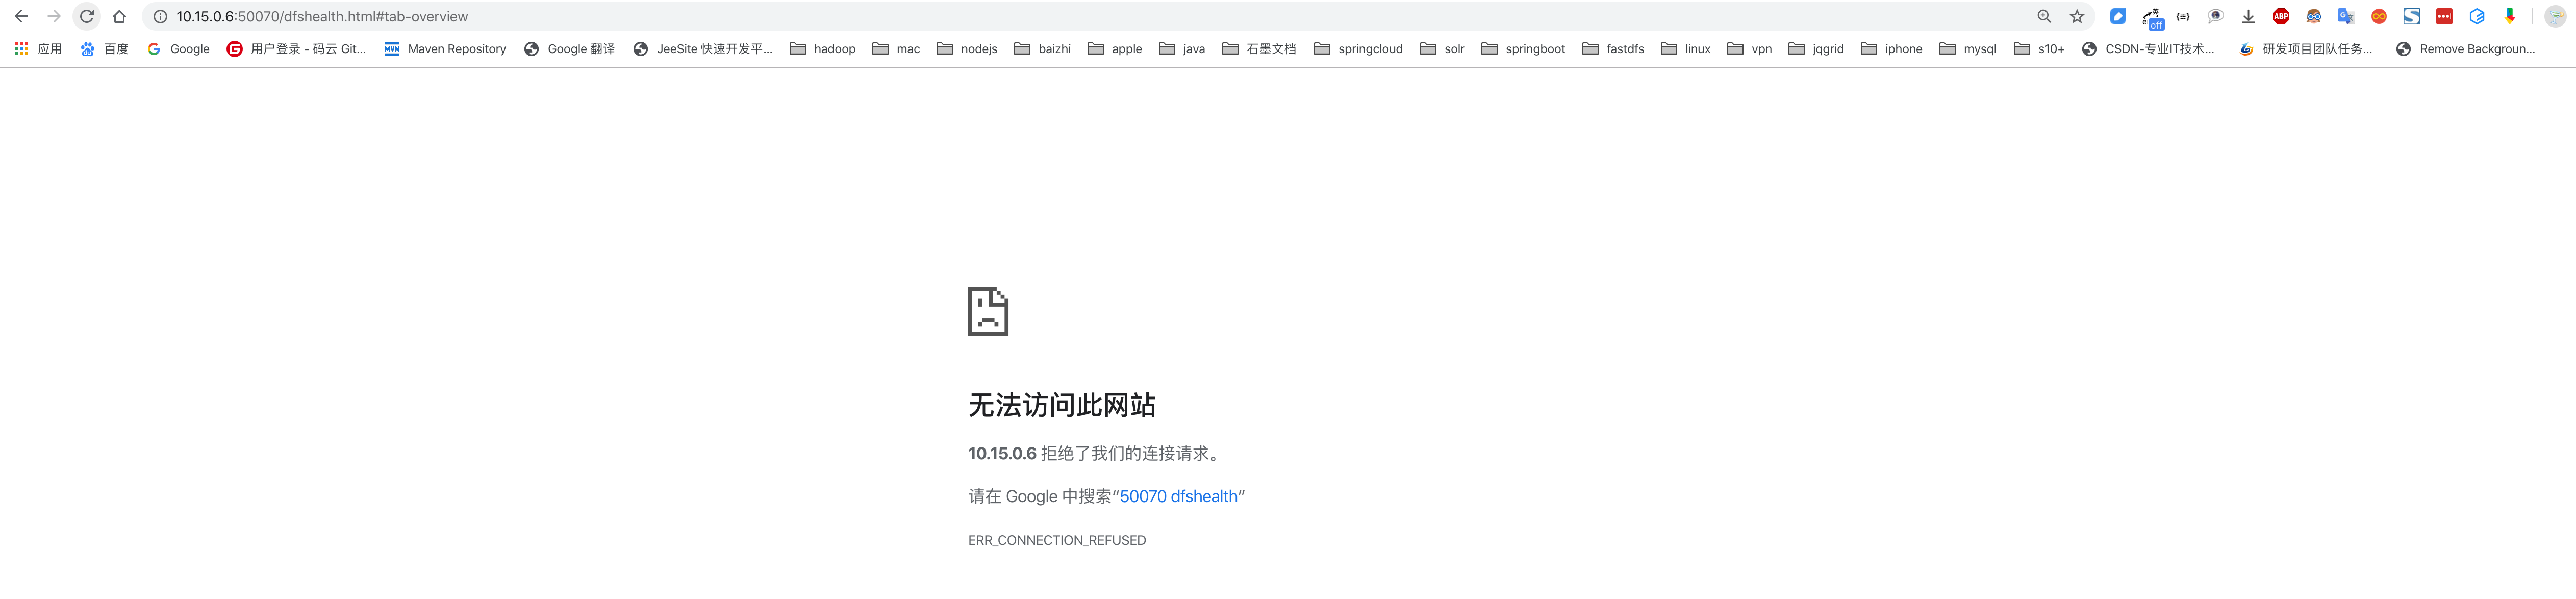 10.15.0.6:50070/dfshealth.html#tab-overview
英 off ABP
应用 百度 Google 用户登录 - 码云 Git... Maven Repository Google 翻译 JeeSite 快速开发平... hadoop mac nodejs baizhi apple java 石墨文档 springcloud solr springboot fastdfs linux vpn jqgrid iphone mysql s10+ CSDN-专业IT技术... 研发项目团队任务... Remove Backgroun...
无法访问此网站
10.15.0.6 拒绝了我们的连接请求。
请在 Google 中搜索“50070 dfshealth”
ERR_CONNECTION_REFUSED